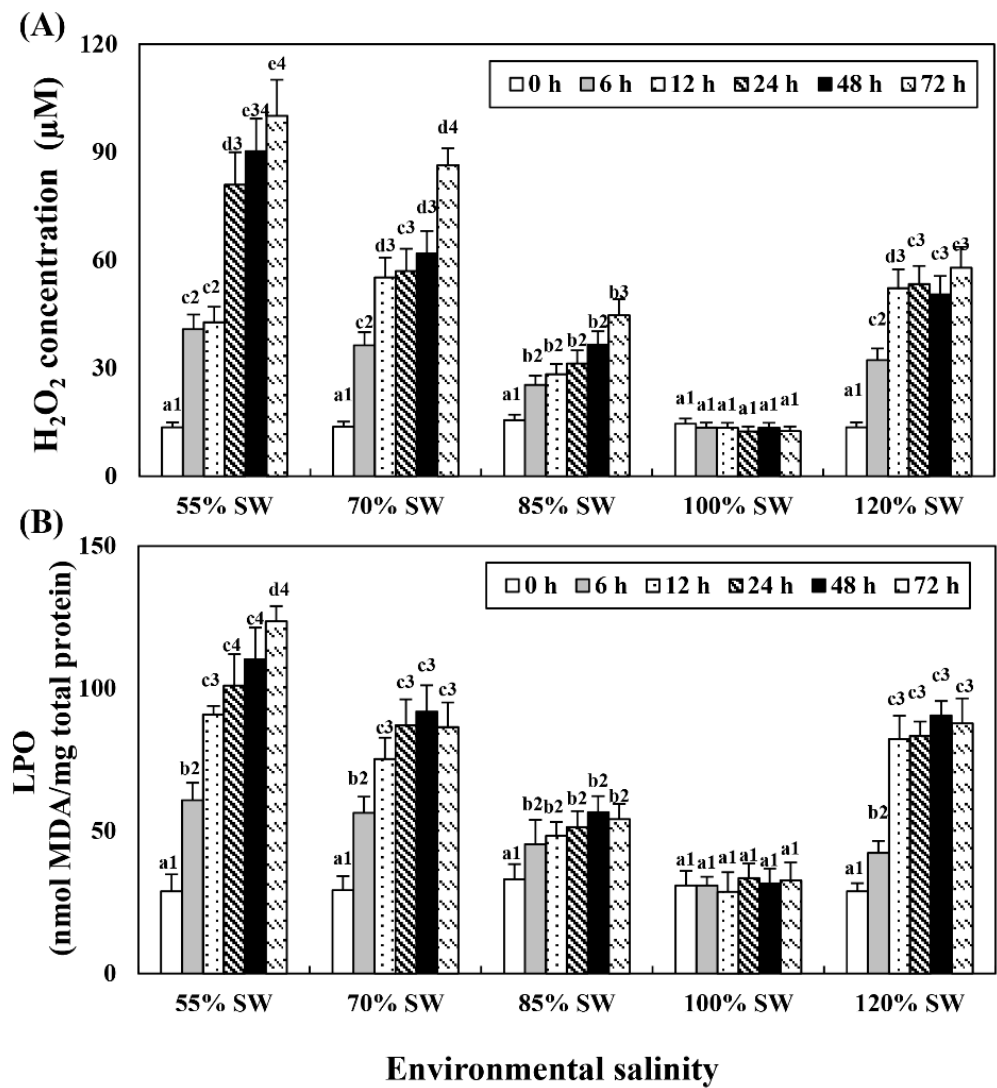 (A)
H₂O₂ concentration (μM)
120
90
60
30
0
0 h 6 h 12 h 24 h 48 h 72 h
a1 c2 c2 d3 e34 e4
a1 c2 d3 c3 d3 d4
a1 b2 b2 b2 b2 b3
a1 a1 a1 a1 a1 a1
a1 c2 d3 c3 c3 c3
55% SW 70% SW 85% SW 100% SW 120% SW
(B)
LPO
(nmol MDA/mg total protein)
150
100
50
0
0 h 6 h 12 h 24 h 48 h 72 h
a1 b2 c3 c4 c4 d4
a1 b2 c3 c3 c3 c3
a1 b2 b2 b2 b2 b2
a1 a1 a1 a1 a1 a1
a1 b2 c3 c3 c3 c3
55% SW 70% SW 85% SW 100% SW 120% SW
Environmental salinity